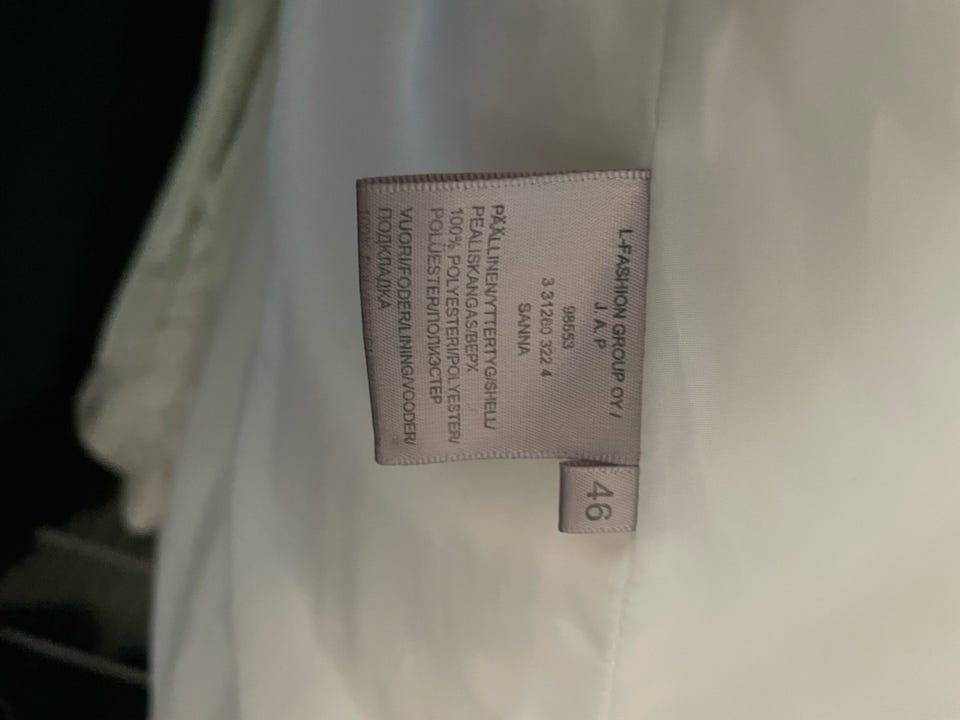 L-FASHION GROUP OY /
J. A. P
98553
3 31260 322 4
SANNA
PÄÄLLINEN/YTTERTYG/SHELL/
PEALISKANGAS/ВЕРХ
100% POLYESTERI/POLYESTER/
POLÜESTER/ПОЛИЭСТЕР
VUORI/FODER/LINING/VOODER/
ПОДКЛАДКА
46